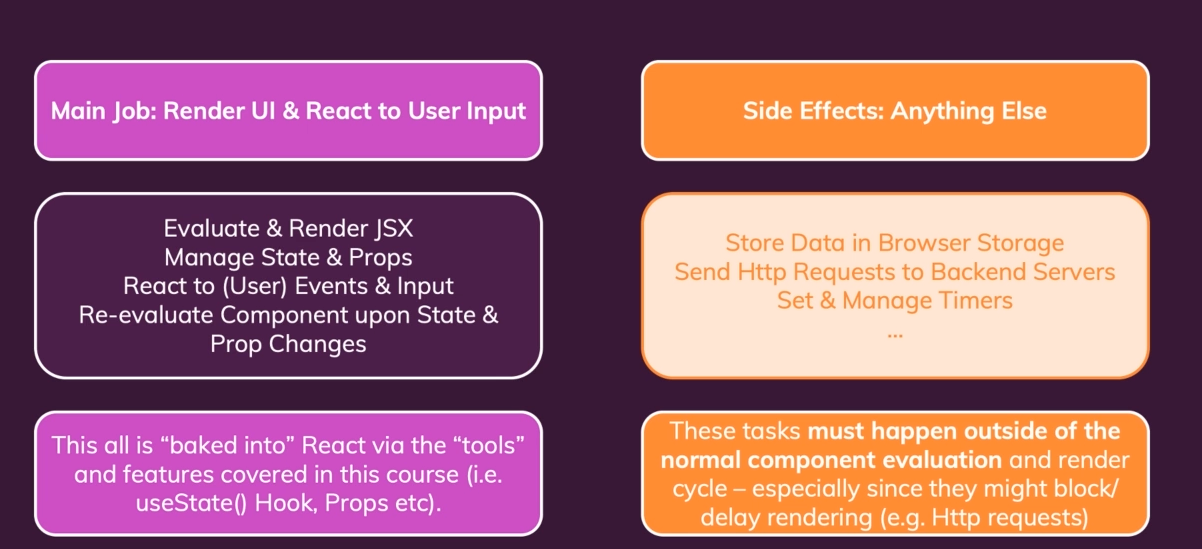 Main Job: Render UI & React to User Input
Evaluate & Render JSX
Manage State & Props
React to (User) Events & Input
Re-evaluate Component upon State &
Prop Changes
This all is “baked into” React via the “tools”
and features covered in this course (i.e.
useState() Hook, Props etc).
Side Effects: Anything Else
Store Data in Browser Storage
Send Http Requests to Backend Servers
Set & Manage Timers
...
These tasks must happen outside of the
normal component evaluation and render
cycle – especially since they might block/
delay rendering (e.g. Http requests)